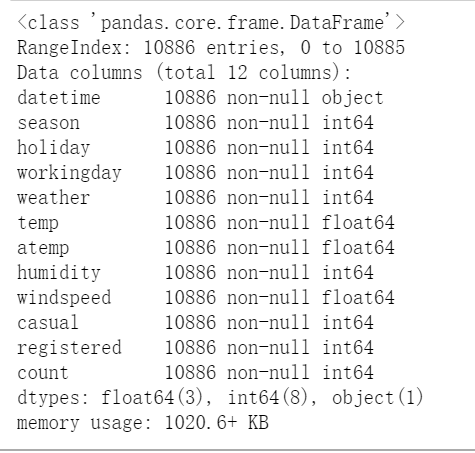 <class 'pandas.core.frame.DataFrame'>
RangeIndex: 10886 entries, 0 to 10885
Data columns (total 12 columns):
datetime      10886 non-null object
season        10886 non-null int64
holiday       10886 non-null int64
workingday    10886 non-null int64
weather       10886 non-null int64
temp          10886 non-null float64
atemp         10886 non-null float64
humidity      10886 non-null int64
windspeed     10886 non-null float64
casual        10886 non-null int64
registered    10886 non-null int64
count         10886 non-null int64
dtypes: float64(3), int64(8), object(1)
memory usage: 1020.6+ KB